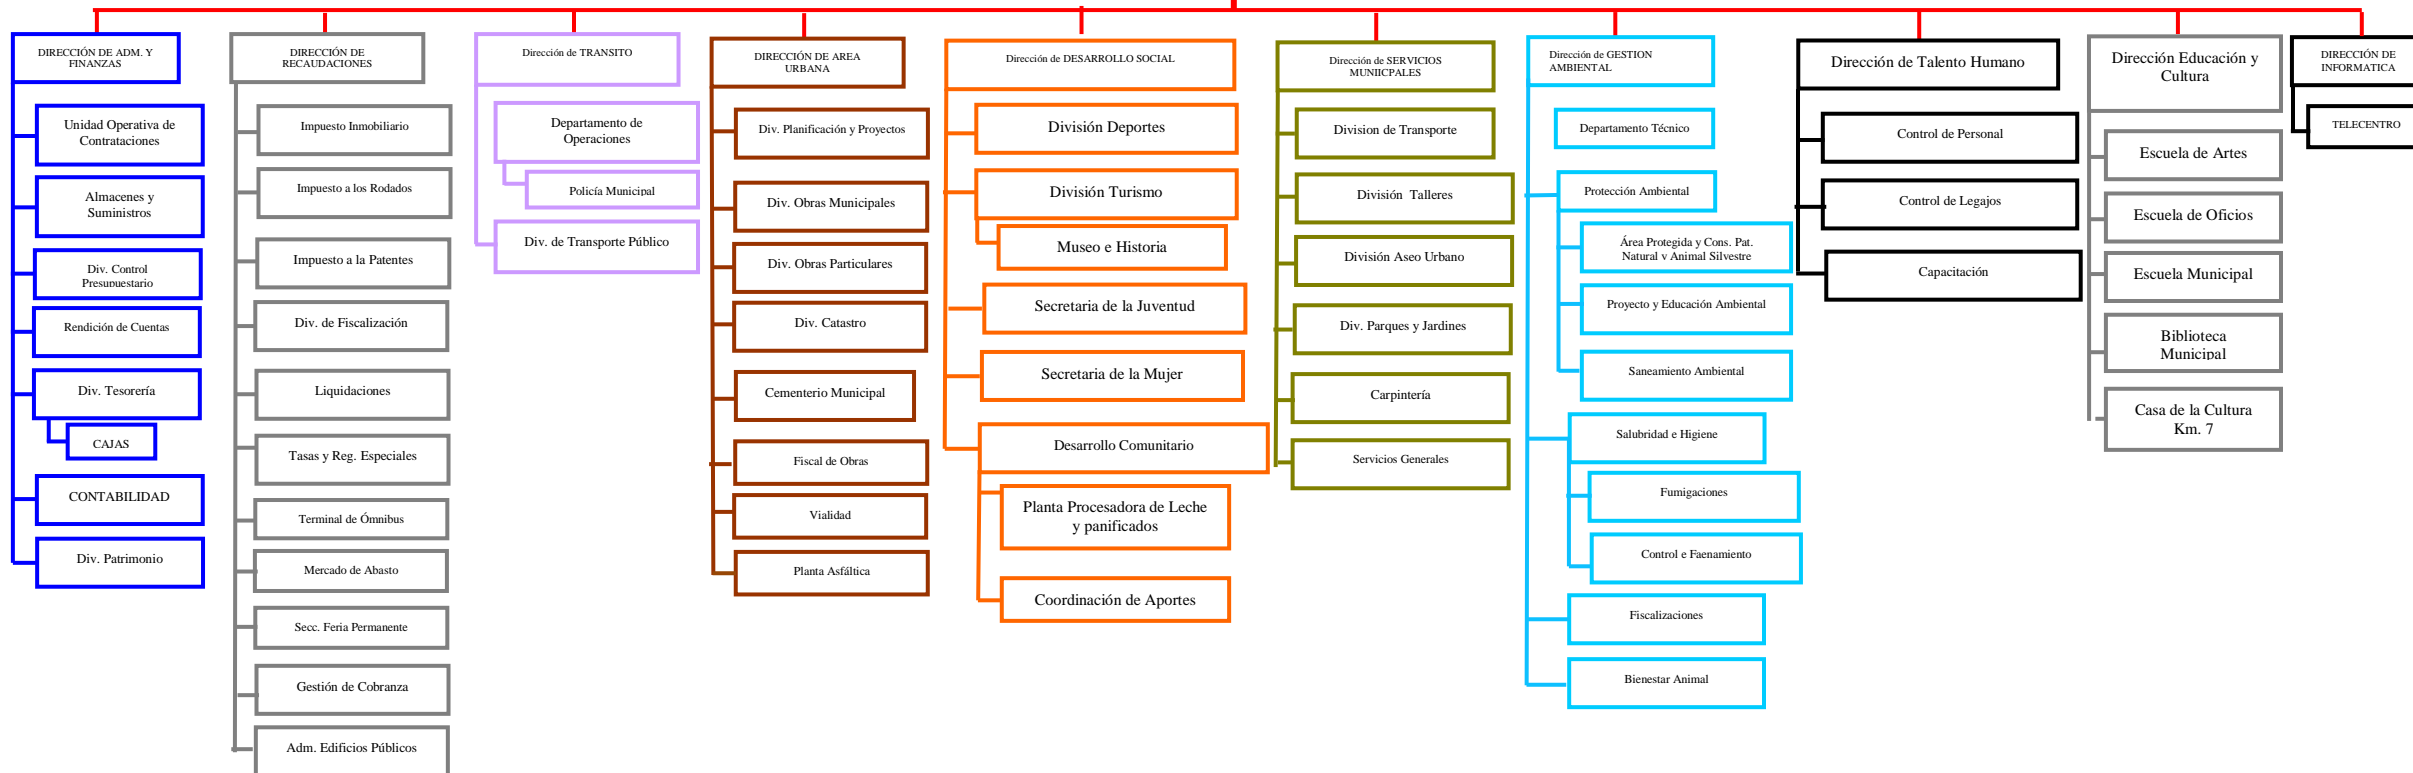 DIRECCIÓN DE ADM. Y
FINANZAS
Unidad Operativa de
Contrataciones
Almacenes y
Suministros
Div. Control
Presupuestario
Rendición de Cuentas
Div. Tesorería
CAJAS
CONTABILIDAD
Div. Patrimonio
DIRECCIÓN DE
RECAUDACIONES
Impuesto Inmobiliario
Impuesto a los Rodados
Impuesto a la Patentes
Div. de Fiscalización
Liquidaciones
Tasas y Reg. Especiales
Terminal de Ómnibus
Mercado de Abasto
Secc. Feria Permanente
Gestión de Cobranza
Adm. Edificios Públicos
Dirección de TRANSITO
Departamento de
Operaciones
Policía Municipal
Div. de Transporte Público
DIRECCIÓN DE AREA
URBANA
Div. Planificación y Proyectos
Div. Obras Municipales
Div. Obras Particulares
Div. Catastro
Cementerio Municipal
Fiscal de Obras
Vialidad
Planta Asfáltica
Dirección de DESARROLLO SOCIAL
División Deportes
División Turismo
Museo e Historia
Secretaria de la Juventud
Secretaria de la Mujer
Desarrollo Comunitario
Planta Procesadora de Leche
y panificados
Coordinación de Aportes
Dirección de SERVICIOS
MUNIICPALES
Division de Transporte
División Talleres
División Aseo Urbano
Div. Parques y Jardines
Carpintería
Servicios Generales
Dirección de GESTION
AMBIENTAL
Departamento Técnico
Protección Ambiental
Área Protegida y Cons. Pat.
Natural y Animal Silvestre
Proyecto y Educación Ambiental
Saneamiento Ambiental
Salubridad e Higiene
Fumigaciones
Control e Faenamiento
Fiscalizaciones
Bienestar Animal
Dirección de Talento Humano
Control de Personal
Control de Legajos
Capacitación
Dirección Educación y
Cultura
Escuela de Artes
Escuela de Oficios
Escuela Municipal
Biblioteca
Municipal
Casa de la Cultura
Km. 7
DIRECCIÓN DE
INFORMATICA
TELECENTRO